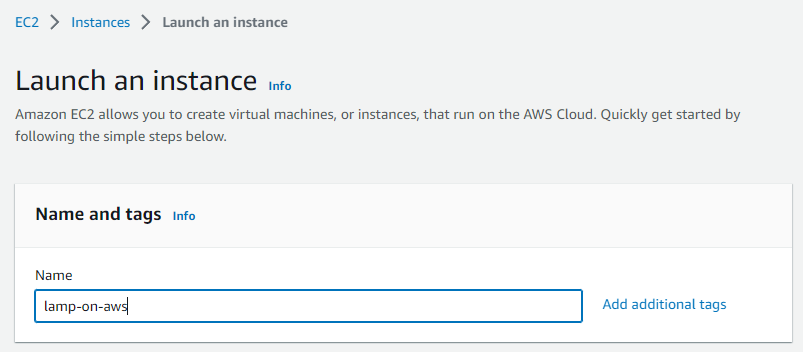 EC2 > Instances > Launch an instance
Launch an instance Info
Amazon EC2 allows you to create virtual machines, or instances, that run on the AWS Cloud. Quickly get started by
following the simple steps below.
Name and tags Info
Name
lamp-on-aws
Add additional tags